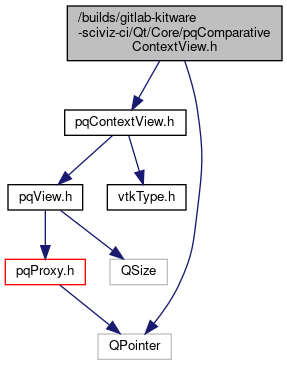 /builds/gitlab-kitware
-sciviz-ci/Qt/Core/pqComparative
ContextView.h
pqContextView.h
pqView.h
vtkType.h
pqProxy.h
QSize
QPointer